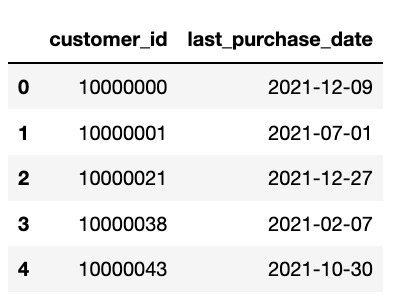 customer_id last_purchase_date
0 10000000 2021-12-09
1 10000001 2021-07-01
2 10000021 2021-12-27
3 10000038 2021-02-07
4 10000043 2021-10-30